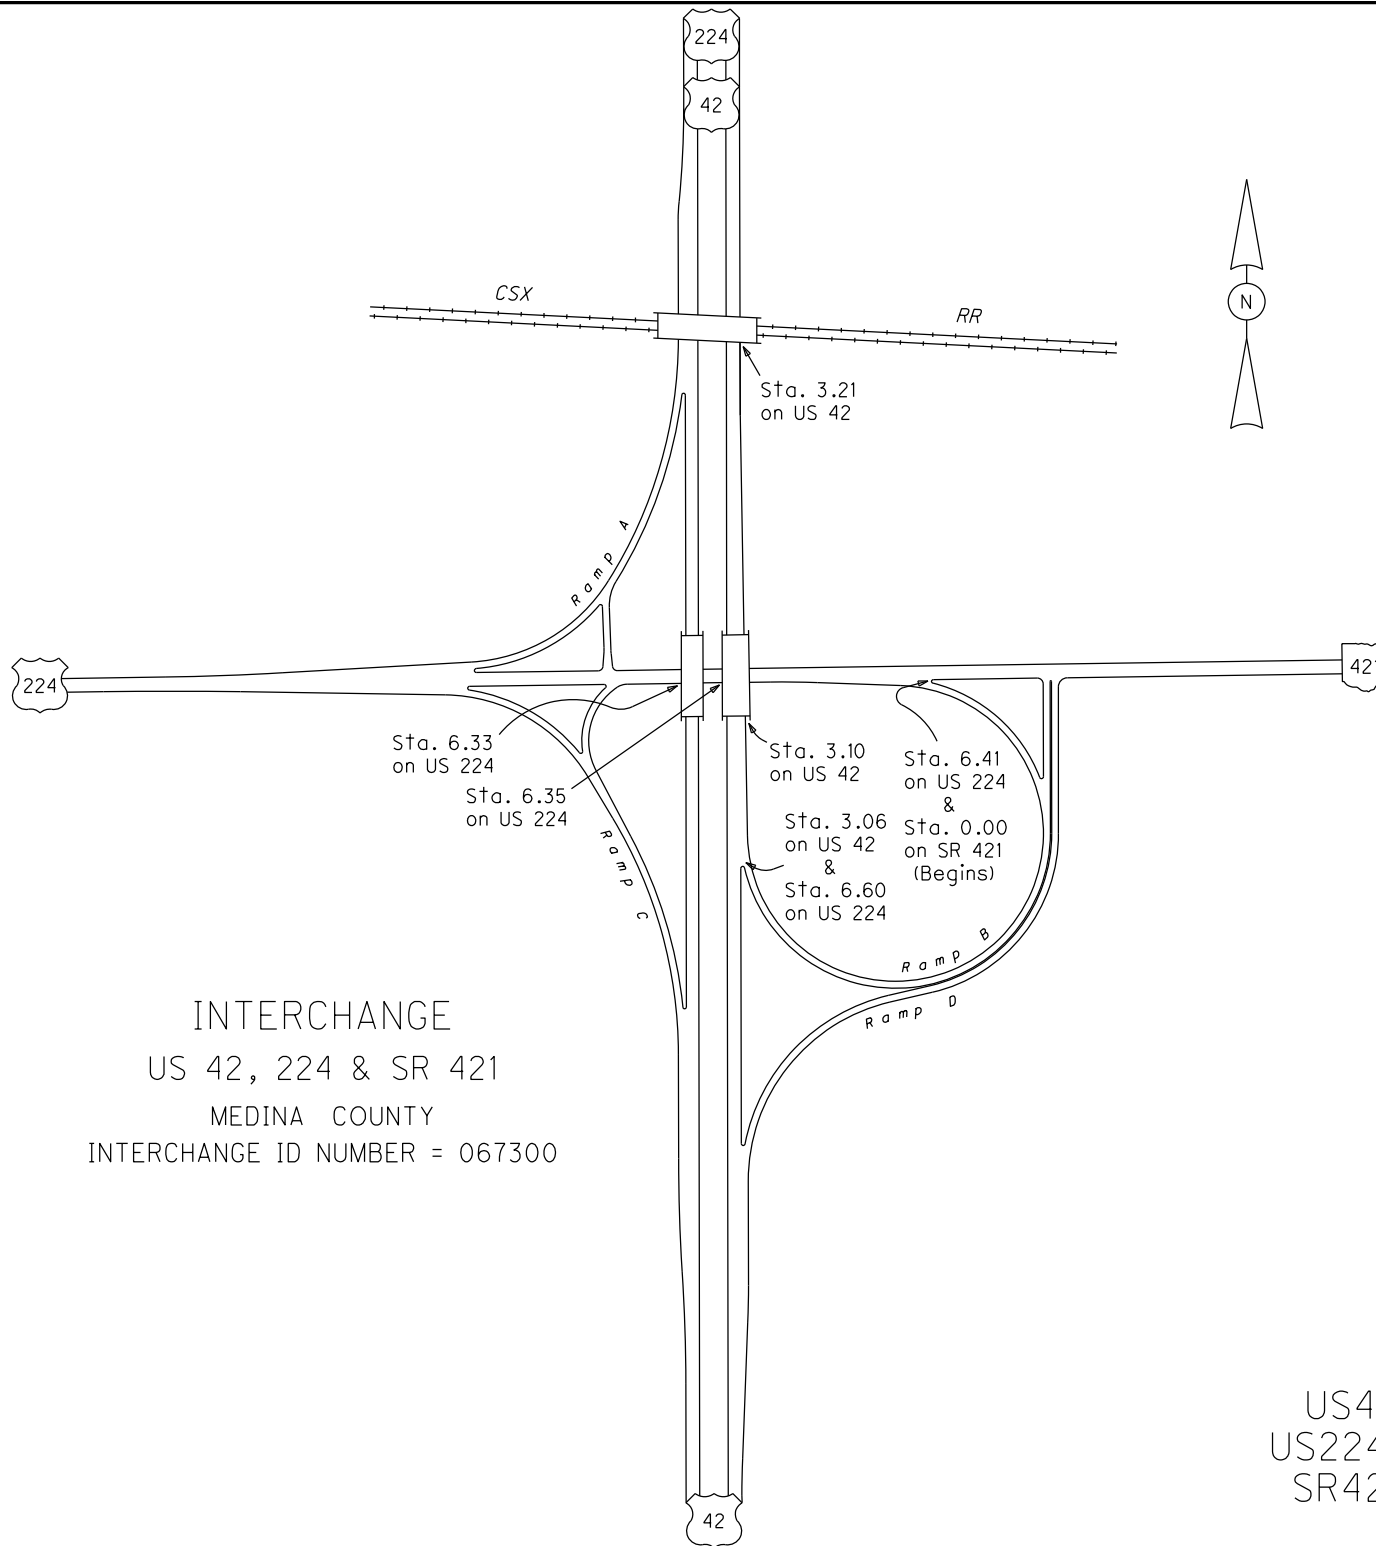 224
42
N
CSX
RR
Sta. 3.21
on US 42
Ramp A
224
421
Sta. 6.33
on US 224
Sta. 6.35
on US 224
Sta. 3.10
on US 42
Sta. 6.41
on US 224
&
Sta. 0.00
on SR 421
(Begins)
Sta. 3.06
on US 42
&
Sta. 6.60
on US 224
Ramp C
Ramp B
Ramp D
INTERCHANGE
US 42, 224 & SR 421
MEDINA COUNTY
INTERCHANGE ID NUMBER = 067300
US4
US224
SR42
42